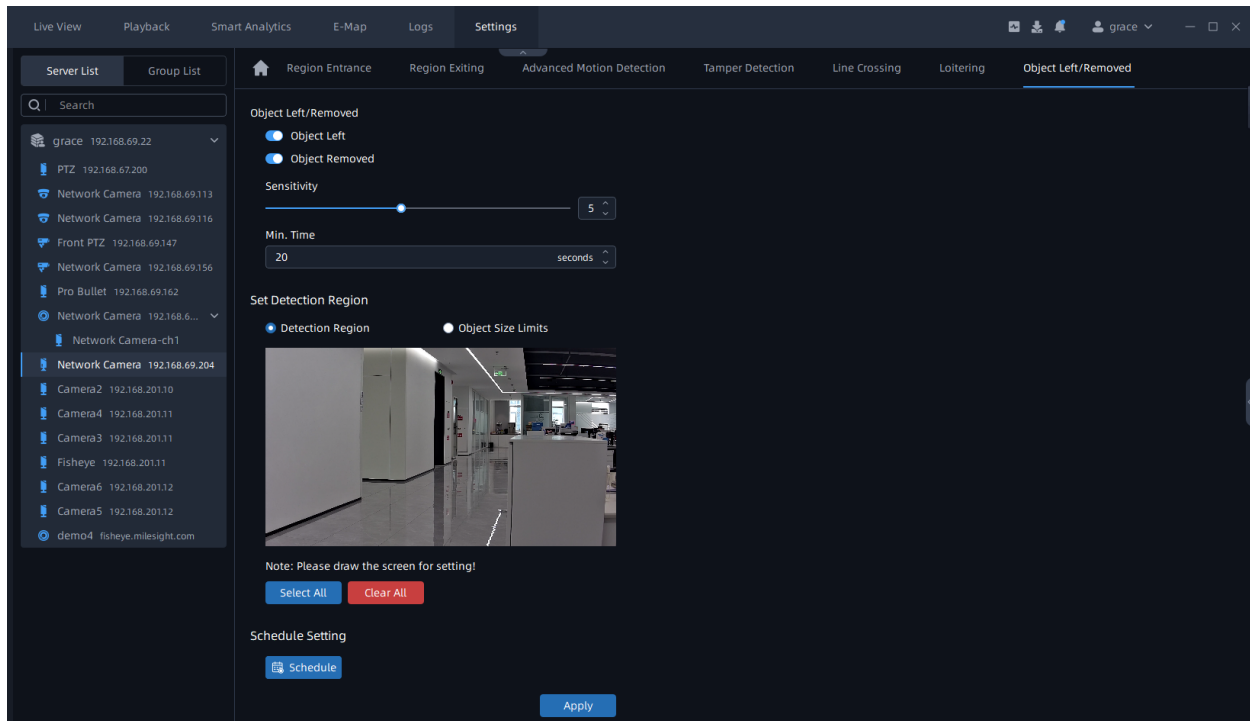 Live View Playback Smart Analytics E-Map Logs Settings grace
Server List Group List
Search
grace 192.168.69.22
PTZ 192.168.67.200
Network Camera 192.168.69.113
Network Camera 192.168.69.116
Front PTZ 192.168.69.147
Network Camera 192.168.69.156
Pro Bullet 192.168.69.162
Network Camera 192.168.6...
Network Camera-ch1
Network Camera 192.168.69.204
Camera2 192.168.201.10
Camera4 192.168.201.11
Camera3 192.168.201.11
Fisheye 192.168.201.11
Camera6 192.168.201.12
Camera5 192.168.201.12
demo4 fisheye.milesight.com
Region Entrance Region Exiting Advanced Motion Detection Tamper Detection Line Crossing Loitering Object Left/Removed
Object Left/Removed
Object Left
Object Removed
Sensitivity
5
Min. Time
20 seconds
Set Detection Region
Detection Region Object Size Limits
Note: Please draw the screen for setting!
Select All Clear All
Schedule Setting
Schedule
Apply